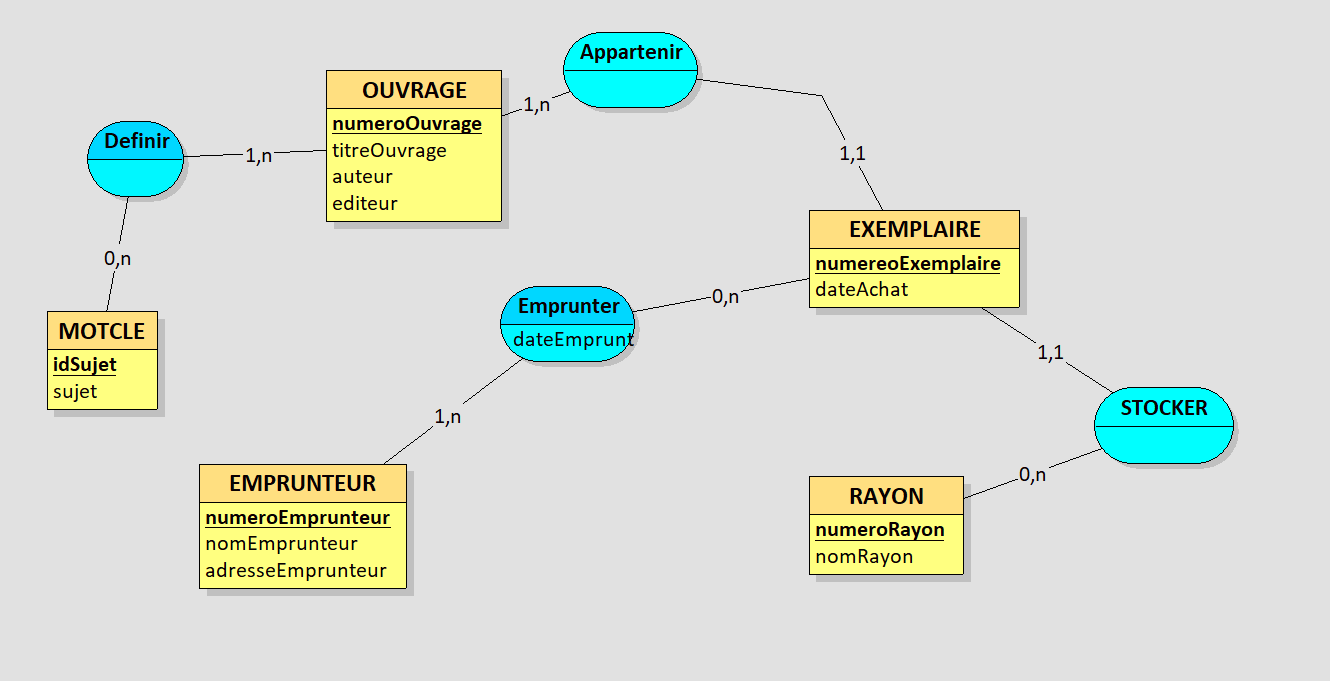 Appartenir
OUVRAGE
numeroOuvrage
titreOuvrage
auteur
editeur
1,n
Definir
1,n
1,1
0,n
EXEMPLAIRE
numereoExemplaire
dateAchat
Emprunter
dateEmprunt
0,n
MOTCLE
idSujet
sujet
1,1
1,n
STOCKER
EMPRUNTEUR
numeroEmprunteur
nomEmprunteur
adresseEmprunteur
0,n
RAYON
numeroRayon
nomRayon